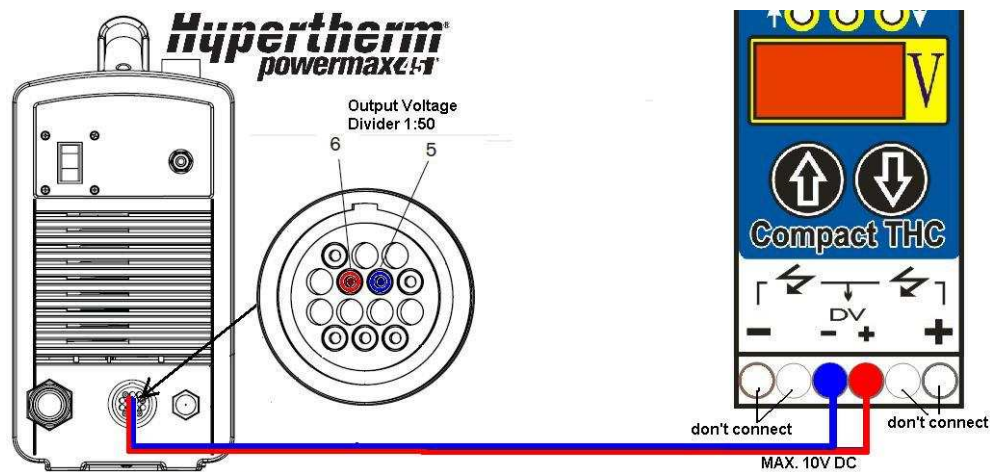 Hypertherm®
powermax45®
Output Voltage
Divider 1:50
6
5
V
Compact THC
DV
- - + +
don't connect
don't connect
MAX. 10V DC